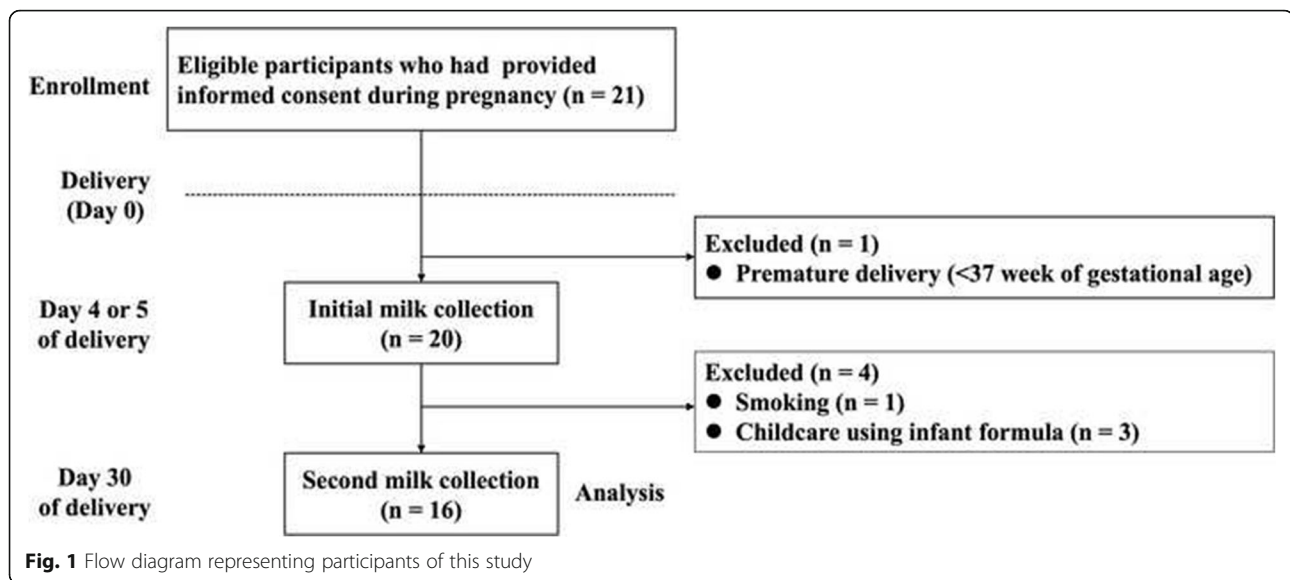 Enrollment
Eligible participants who had provided
informed consent during pregnancy (n = 21)
Delivery
(Day 0)
Excluded (n = 1)
● Premature delivery (<37 week of gestational age)
Day 4 or 5
of delivery
Initial milk collection
(n = 20)
Excluded (n = 4)
● Smoking (n = 1)
● Childcare using infant formula (n = 3)
Day 30
of delivery
Second milk collection
(n = 16)
Analysis
Fig. 1 Flow diagram representing participants of this study